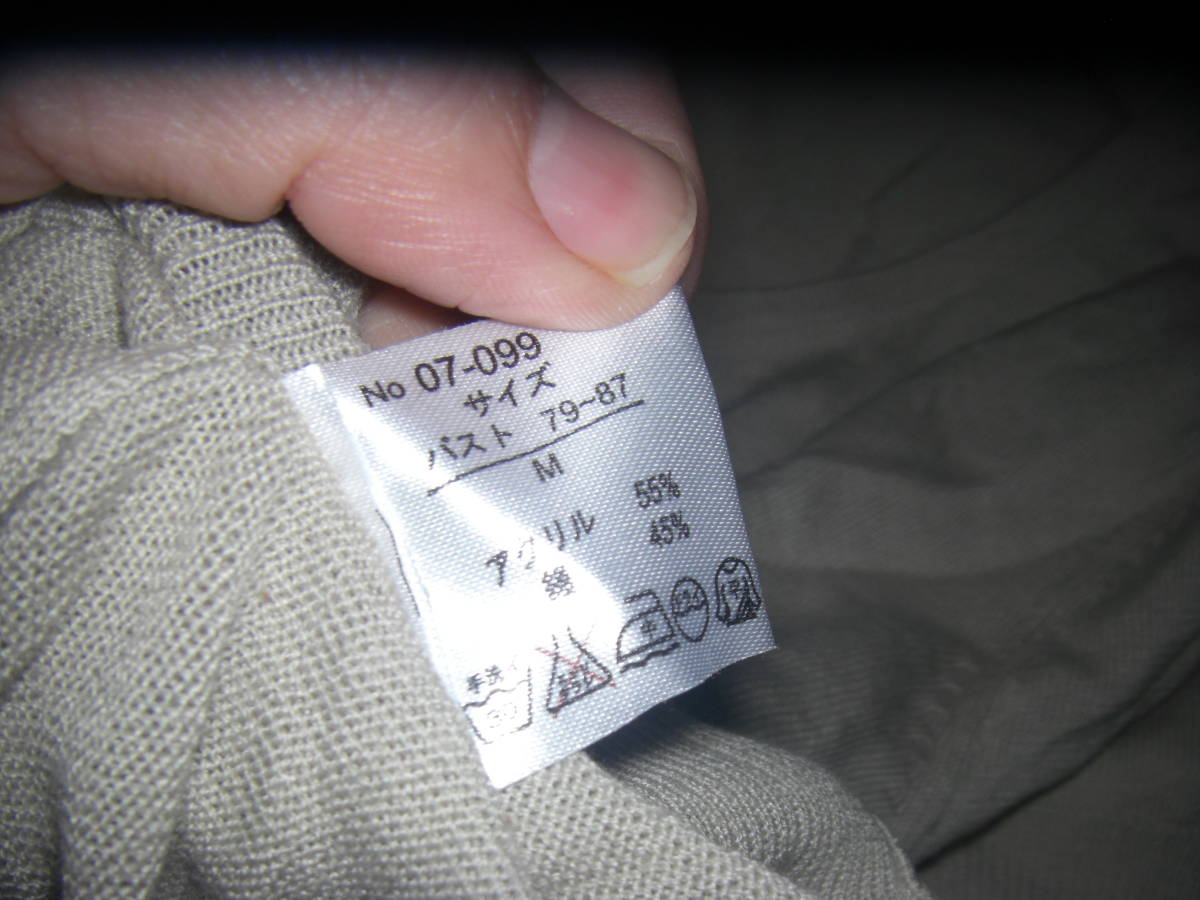 No 07-099
サイズ
バスト 79~87
M
アクリル 55%
綿 45%
手洗イ
30